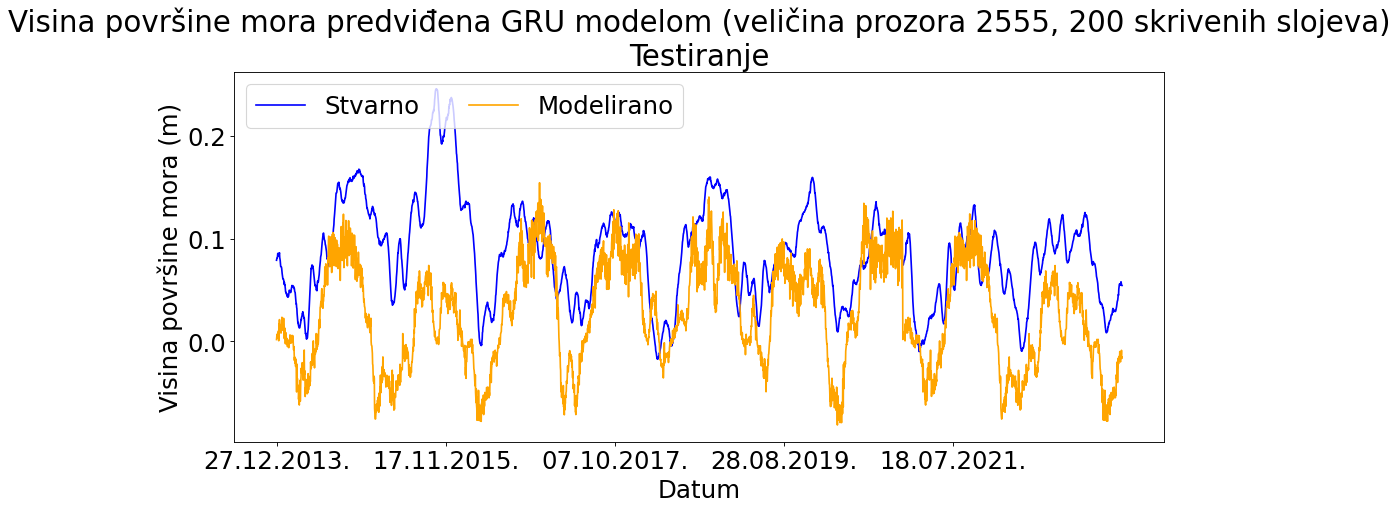 Visina površine mora predviđena GRU modelom (veličina prozora 2555, 200 skrivenih slojeva)
Testiranje
Stvarno
Modelirano
Visina površine mora (m)
0.2
0.1
0.0
27.12.2013.
17.11.2015.
07.10.2017.
28.08.2019.
18.07.2021.
Datum